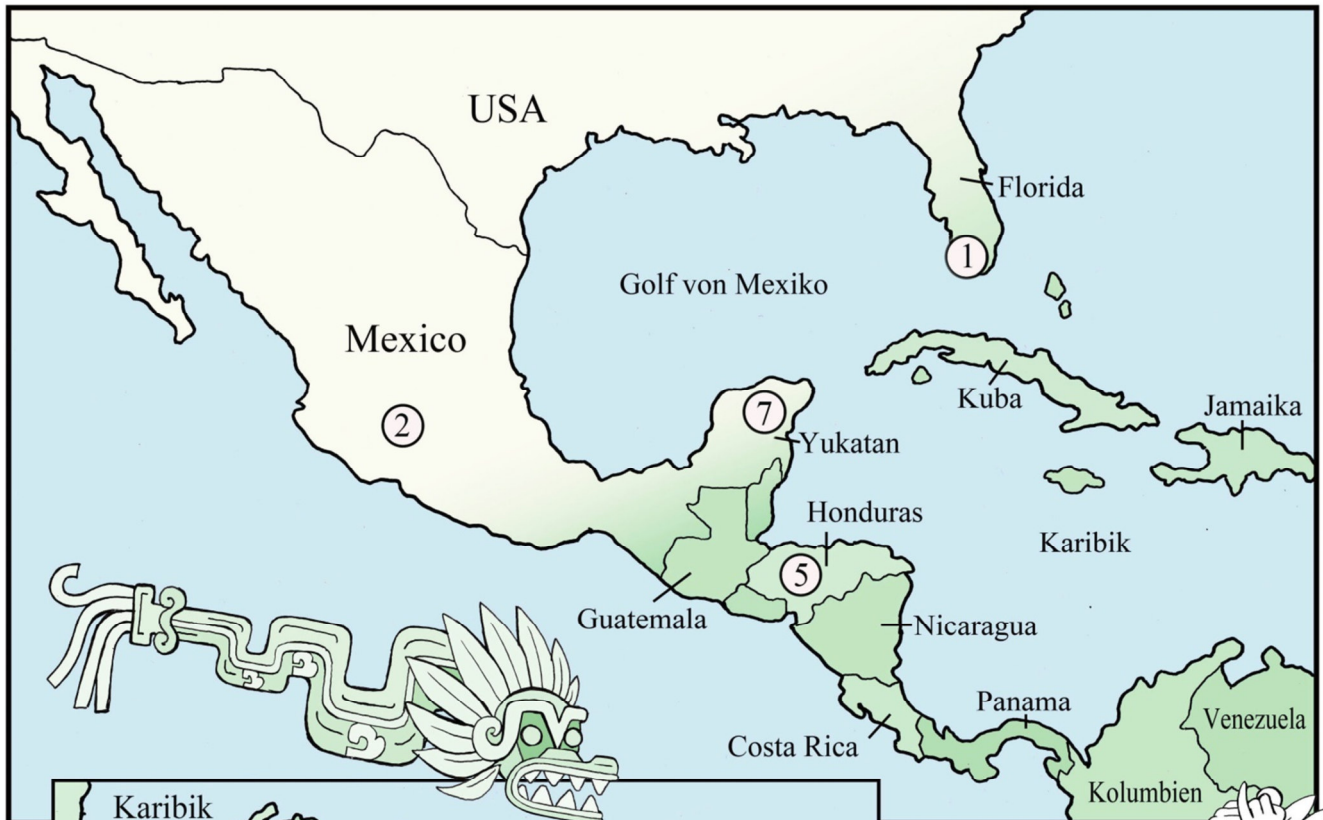 USA
Florida
1
Golf von Mexiko
Mexico
2
7
Kuba
Jamaika
Yukatan
Honduras
Karibik
5
Guatemala
Nicaragua
Panama
Venezuela
Costa Rica
Kolumbien
Karibik